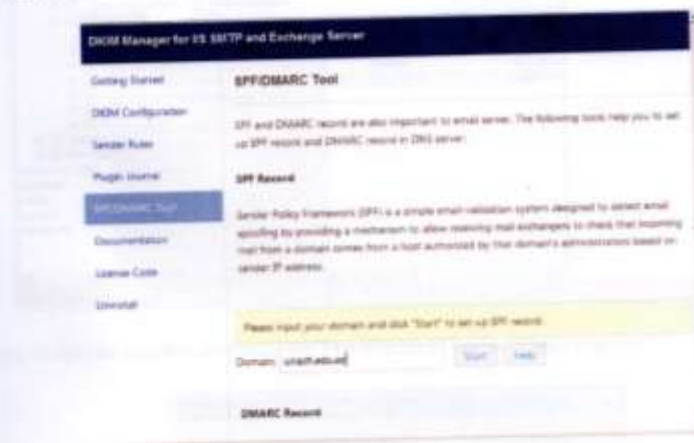 DKIM Manager for IIS SMTP and Exchange Server
Getting Started
DKIM Configuration
Sender Rules
Plugin Journal
SPF/DMARC Tool
Documentation
License Code
Uninstall
SPF/DMARC Tool
SPF and DMARC record are also important to email server. The following tools help you to set
up SPF record and DMARC record in DNS server.
SPF Record
Sender Policy Framework (SPF) is a simple email-validation system designed to detect email
spoofing by providing a mechanism to allow receiving mail exchangers to check that incoming
mail from a domain comes from a host authorized by that domain's administrators based on
sender IP address.
Please input your domain and click "Start" to set up SPF record.
Domain: unach.edu.ec
Start Help
DMARC Record